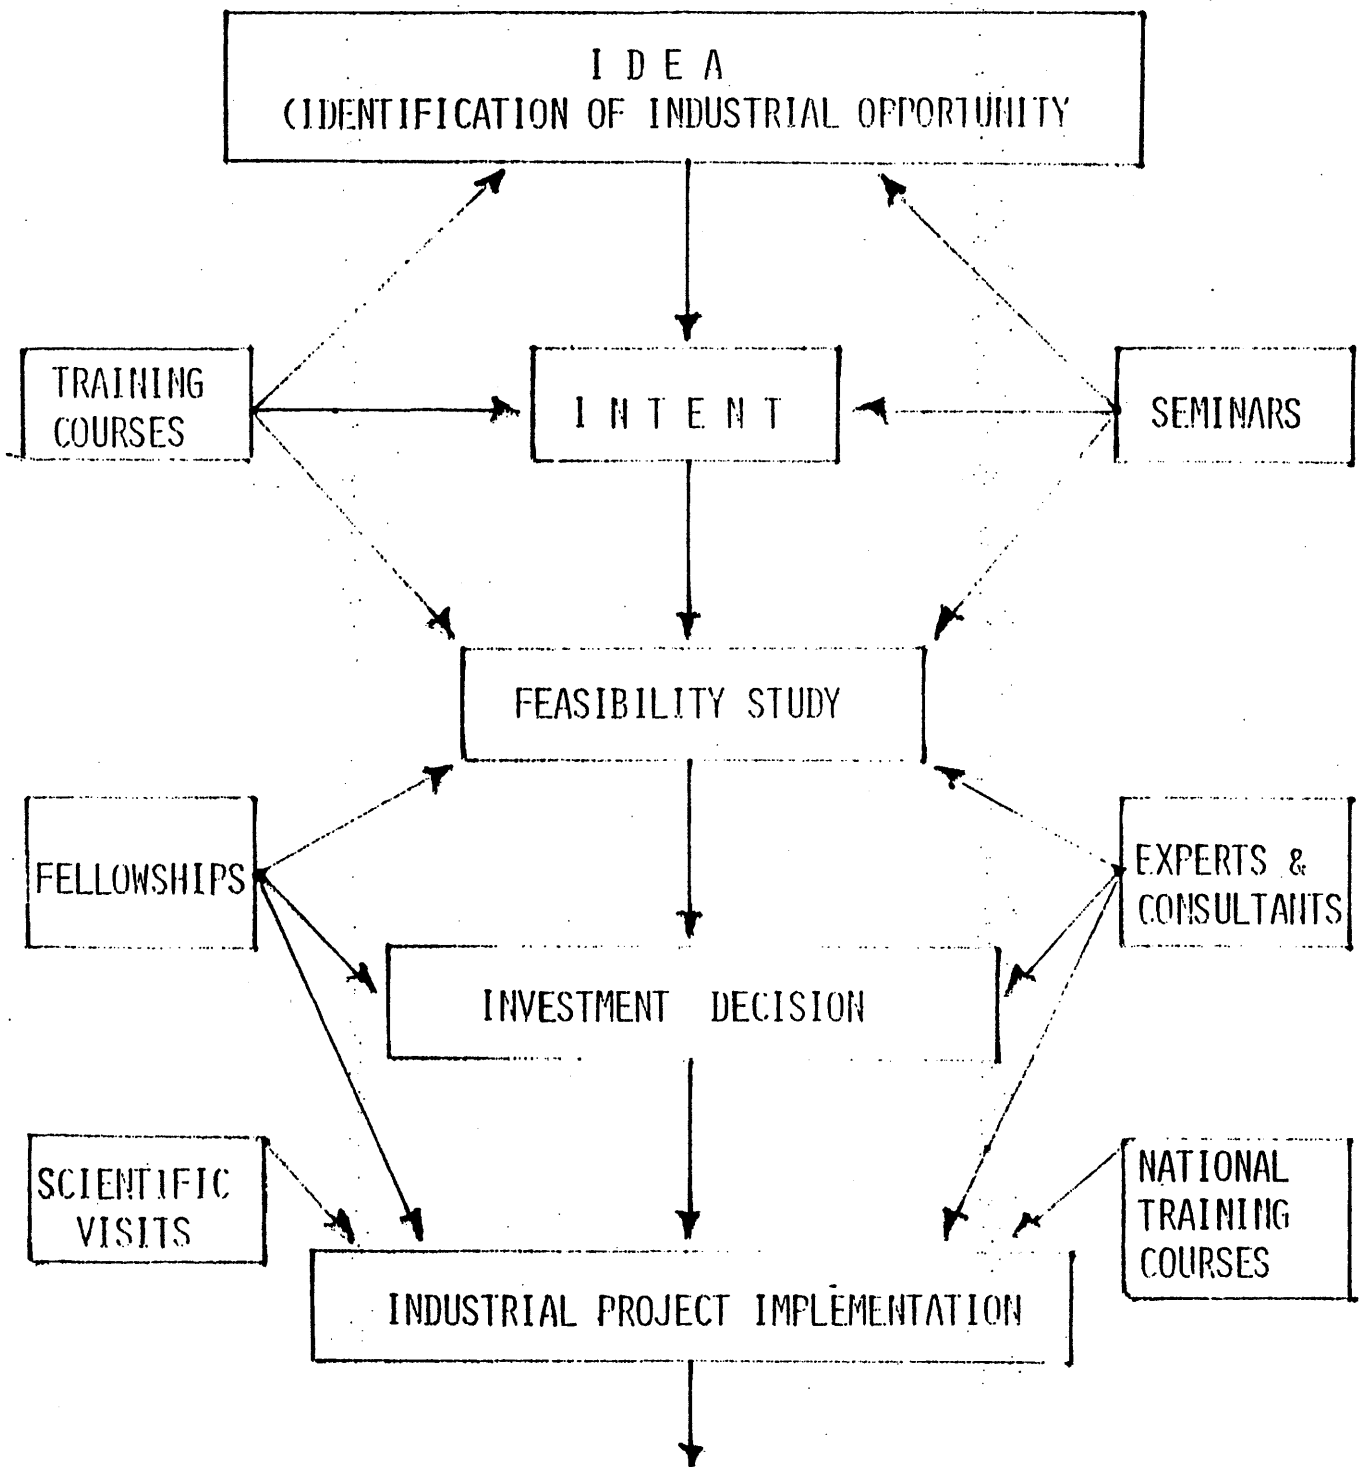 I D E A
(IDENTIFICATION OF INDUSTRIAL OPPORTUNITY
TRAINING
COURSES
I N T E N T
SEMINARS
FEASIBILITY STUDY
FELLOWSHIPS
EXPERTS &
CONSULTANTS
INVESTMENT DECISION
SCIENTIFIC
VISITS
NATIONAL
TRAINING
COURSES
INDUSTRIAL PROJECT IMPLEMENTATION